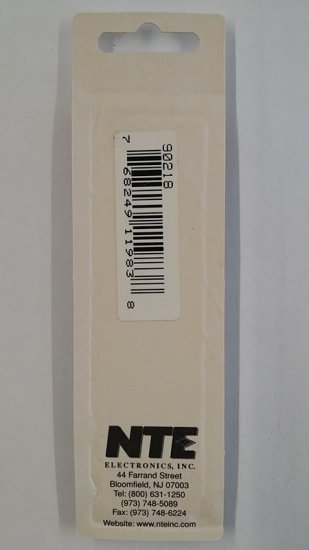 90218
7 68249 11983 8
NTE
ELECTRONICS, INC.
44 Farrand Street
Bloomfield, NJ 07003
Tel: (800) 631-1250
(973) 748-5089
Fax: (973) 748-6224
Website: www.nteinc.com